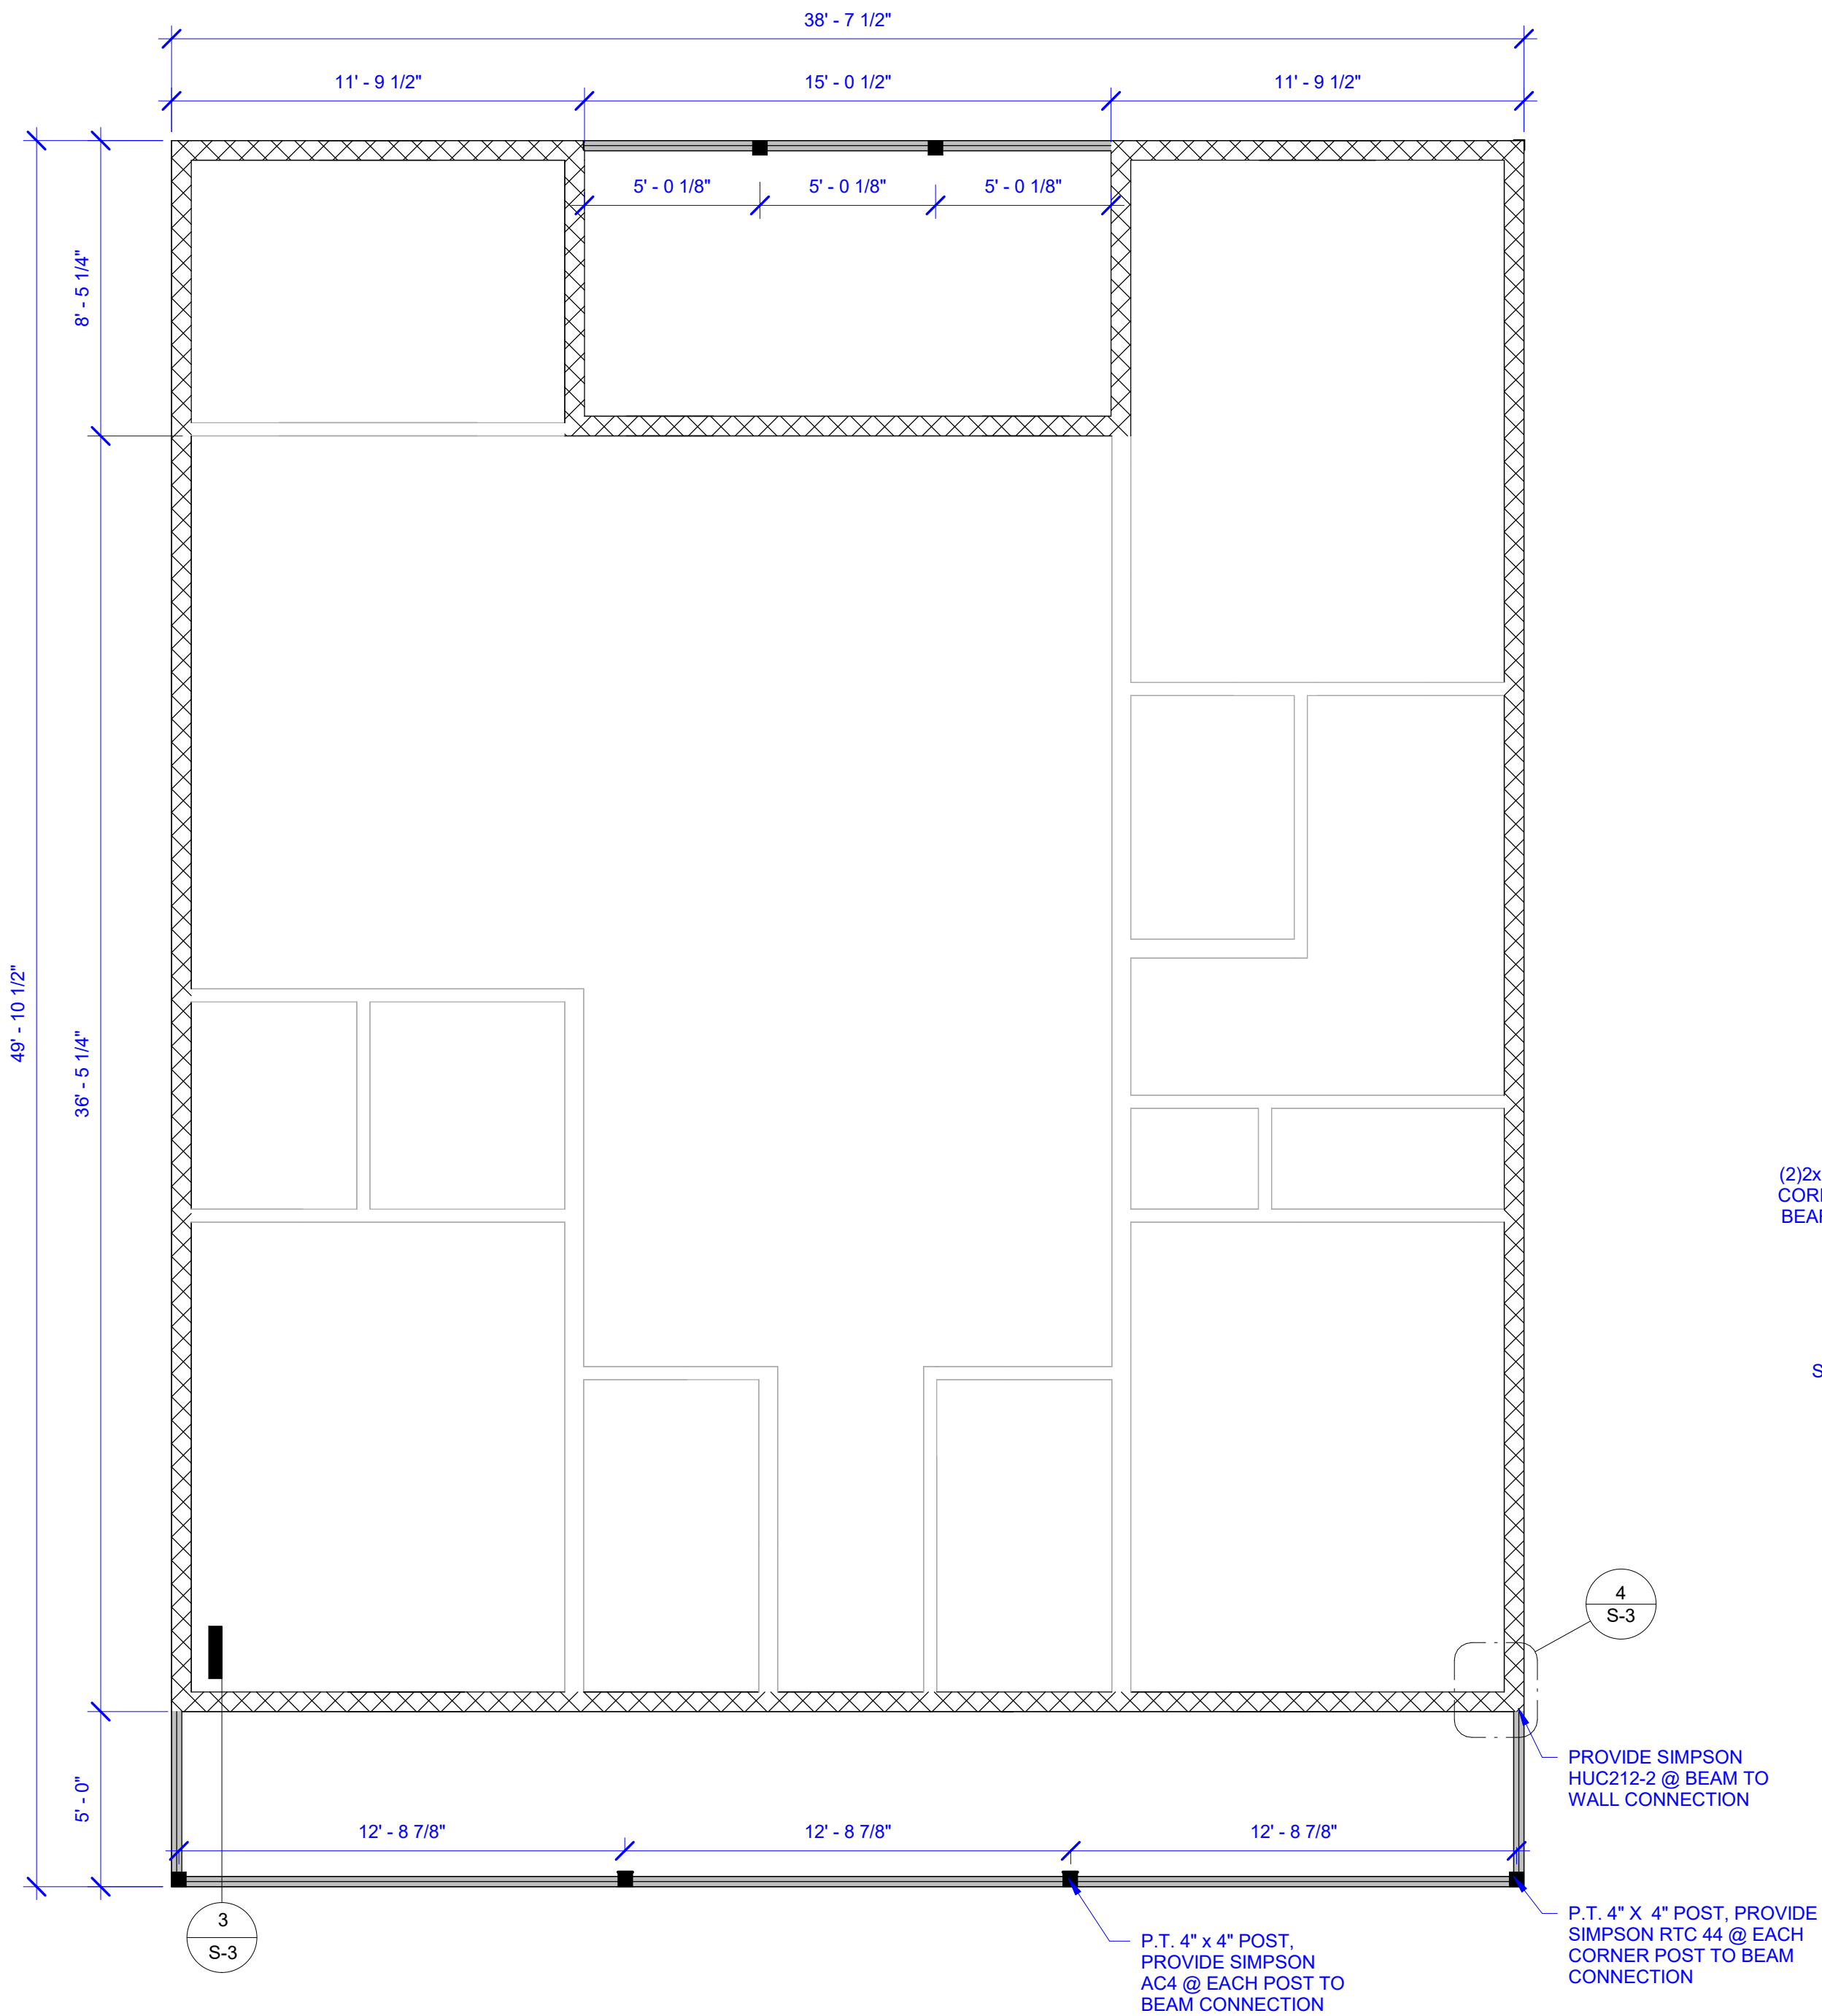 38' - 7 1/2"
11' - 9 1/2"
15' - 0 1/2"
11' - 9 1/2"
5' - 0 1/8"
5' - 0 1/8"
5' - 0 1/8"
8' - 5 1/4"
49' - 10 1/2"
36' - 5 1/4"
(2)2x
4
S-3
PROVIDE SIMPSON
HUC212-2 @ BEAM TO
WALL CONNECTION
5' - 0"
12' - 8 7/8"
12' - 8 7/8"
12' - 8 7/8"
3
S-3
P.T. 4" x 4" POST,
PROVIDE SIMPSON
AC4 @ EACH POST TO
BEAM CONNECTION
P.T. 4" X 4" POST, PROVIDE
SIMPSON RTC 44 @ EACH
CORNER POST TO BEAM
CONNECTION